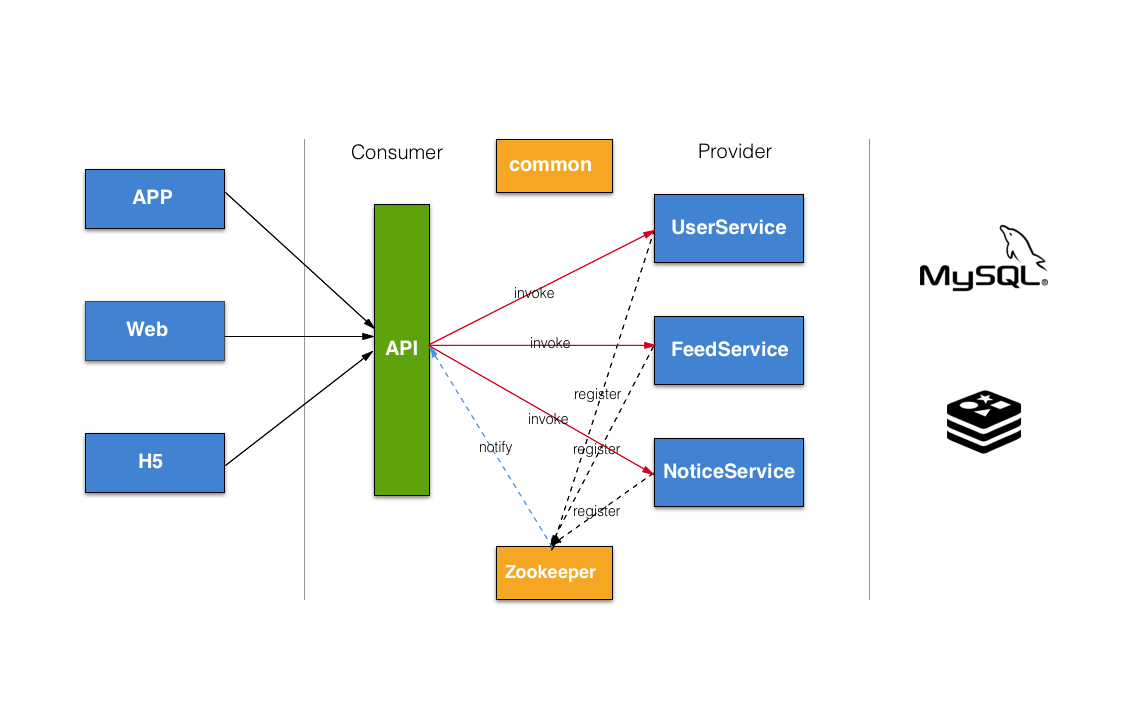 Consumer
common
Provider
APP
UserService
MySQL®
invoke
Web
invoke
API
FeedService
register
invoke
notify
register
H5
NoticeService
register
Zookeeper